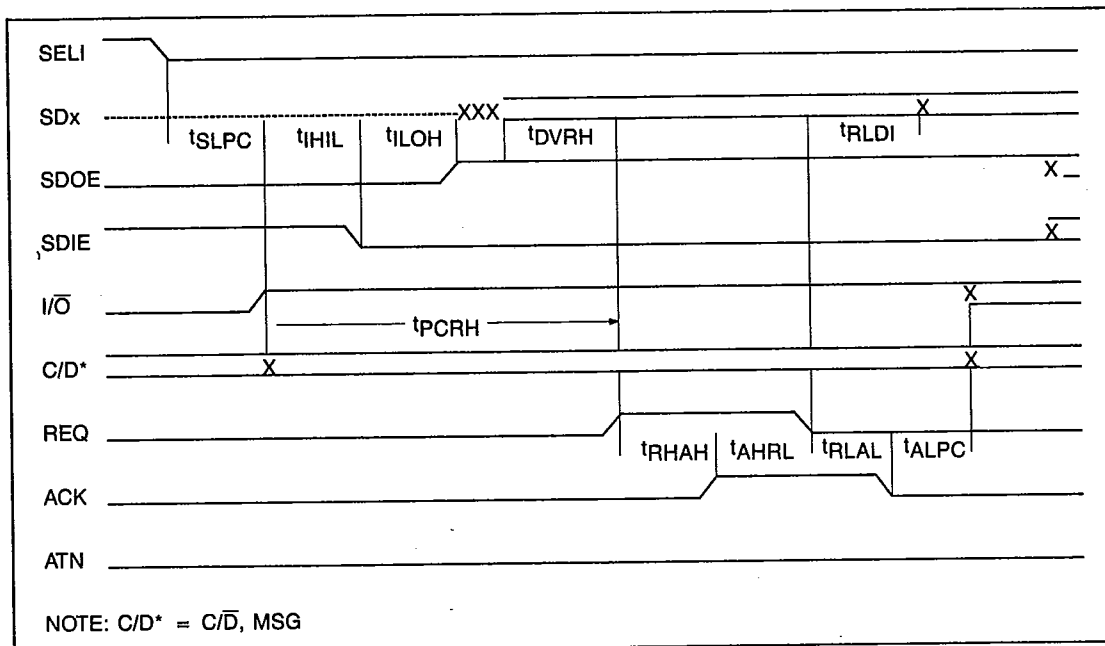 SELI
SDx XXX X
tSLPC tIHIL tILOH tDVRH tRLDI
SDOE X
SDIE X
I/O̅ X
tPCRH
C/D* X X
REQ
tRHAH tAHRL tRLAL tALPC
ACK
ATN
NOTE: C/D* = C/D̅, MSG